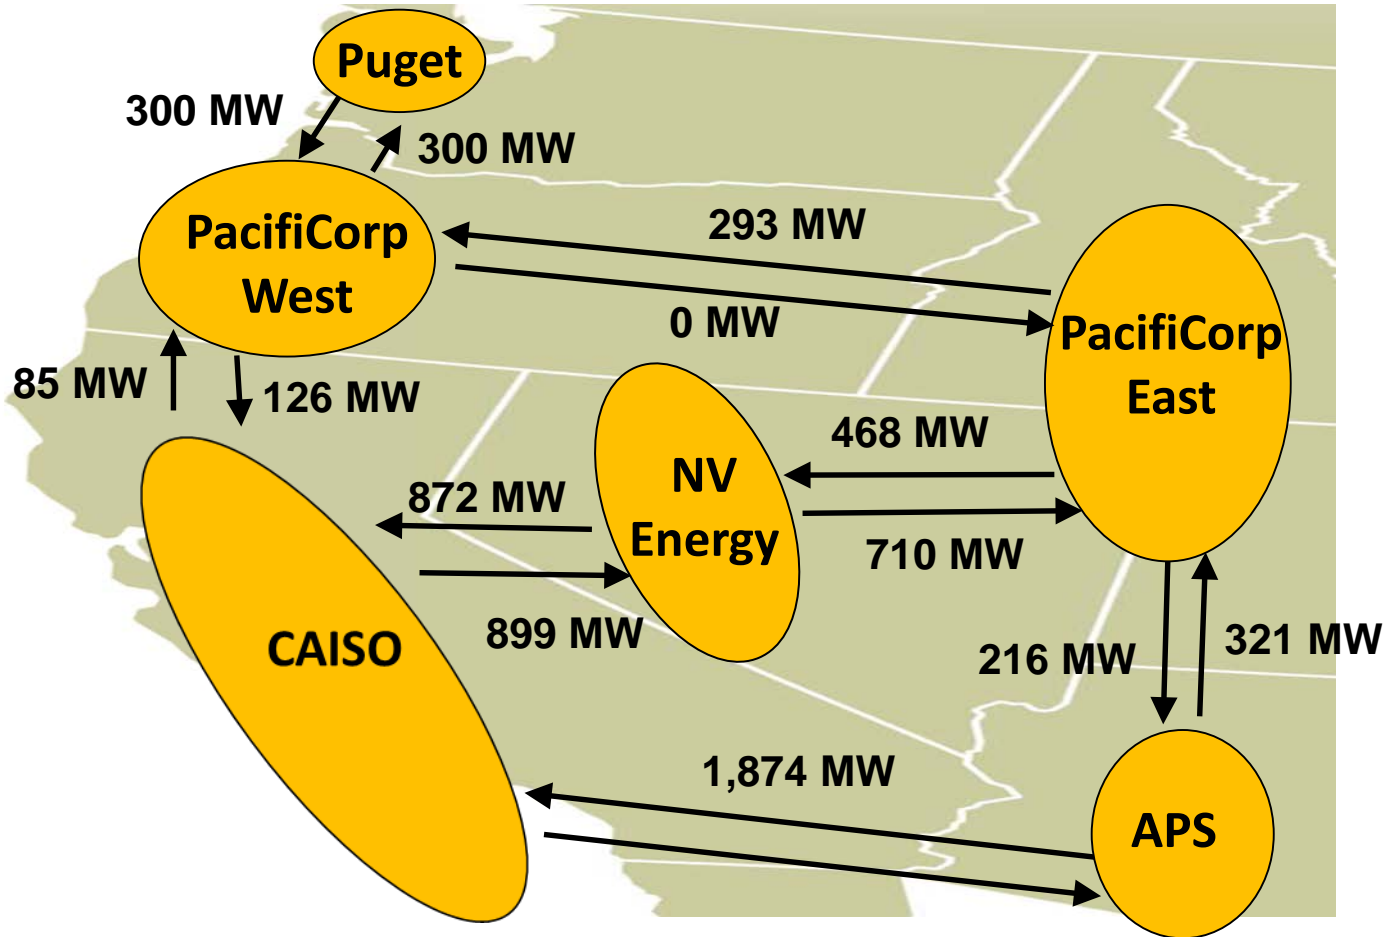 Puget
300 MW
300 MW
PacifiCorp
West
293 MW
0 MW
PacifiCorp
East
85 MW
126 MW
468 MW
NV
Energy
872 MW
710 MW
899 MW
CAISO
216 MW
321 MW
1,874 MW
APS